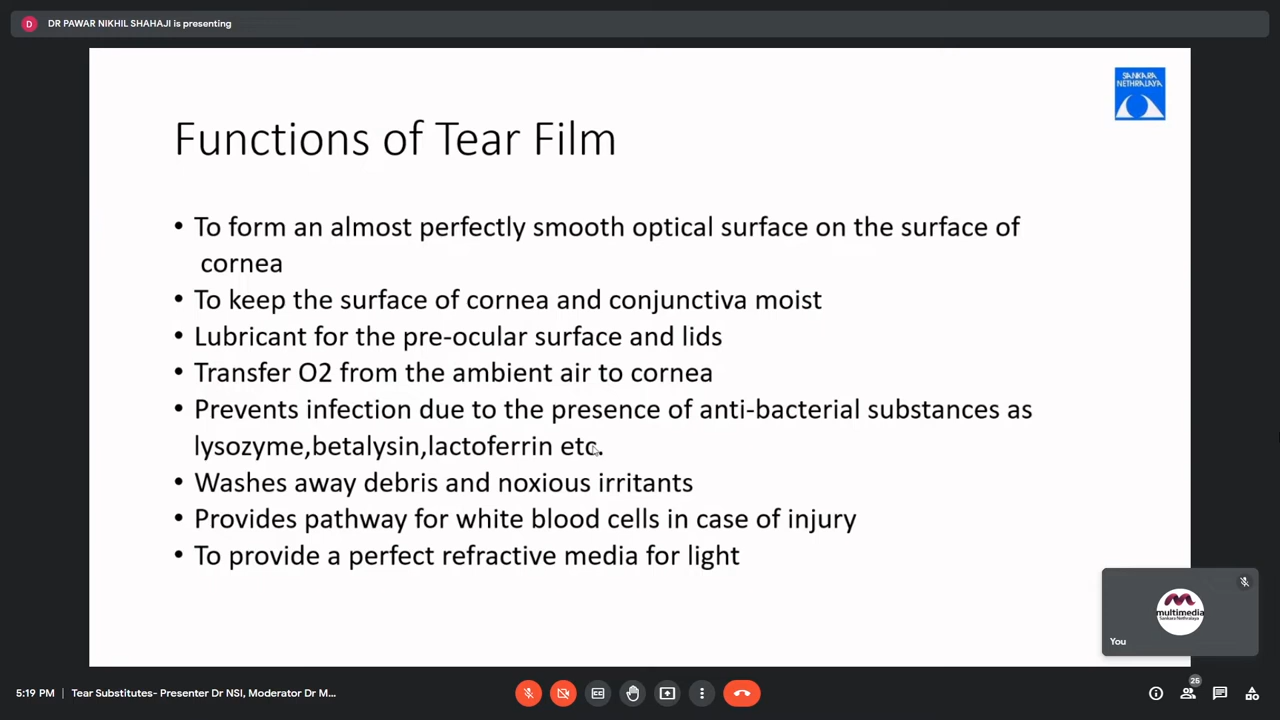 D DR PAWAR NIKHIL SHAHAJI is presenting
SANKARA
NETHRALAYA
Functions of Tear Film
• To form an almost perfectly smooth optical surface on the surface of
cornea
• To keep the surface of cornea and conjunctiva moist
• Lubricant for the pre-ocular surface and lids
• Transfer O2 from the ambient air to cornea
• Prevents infection due to the presence of anti-bacterial substances as
lysozyme,betalysin,lactoferrin etc.
• Washes away debris and noxious irritants
• Provides pathway for white blood cells in case of injury
• To provide a perfect refractive media for light
multimedia
Sankara Nethralaya
You
5:19 PM | Tear Substitutes- Presenter Dr NSI, Moderator Dr M...
CC
25